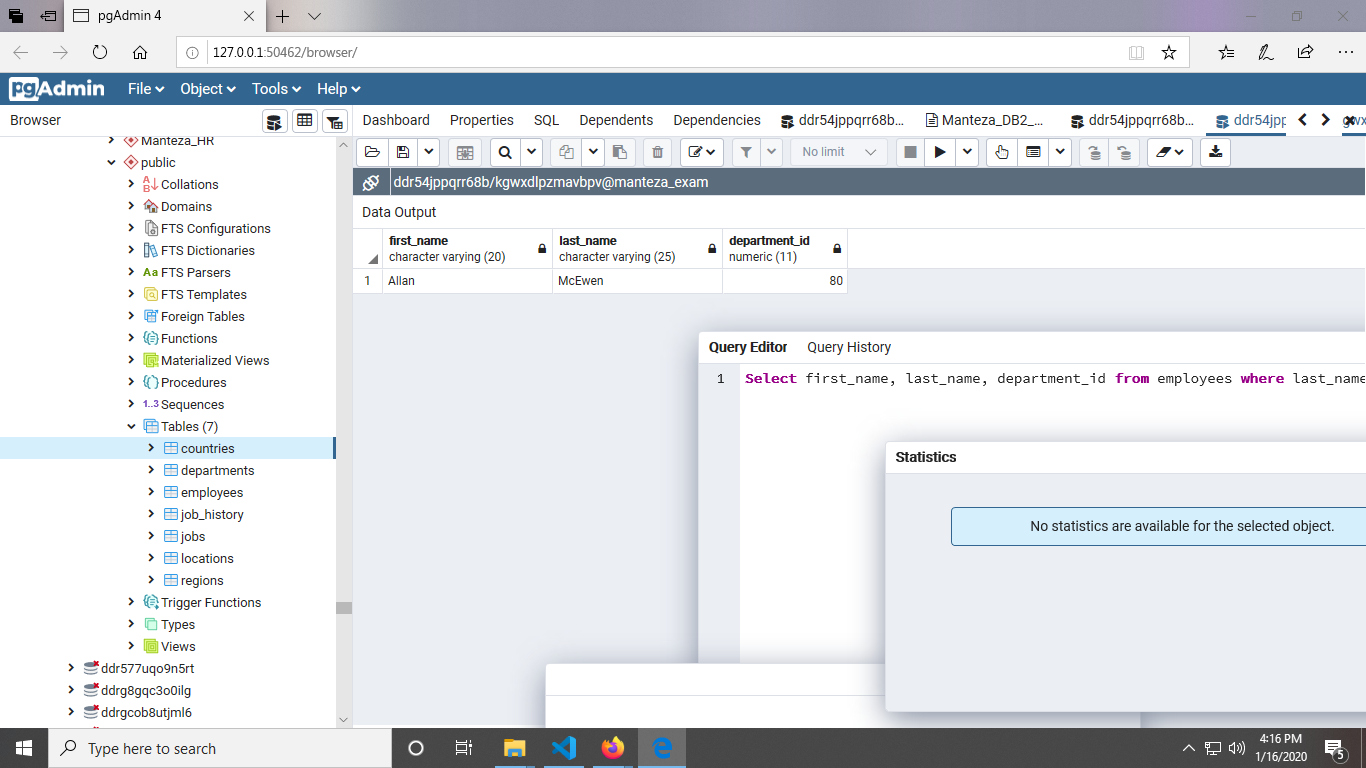 pgAdmin 4
127.0.0.1:50462/browser/
pgAdmin File Object Tools Help
Browser
Dashboard Properties SQL Dependents Dependencies ddr54jppqrr68b... Manteza_DB2_... ddr54jppqrr68b... ddr54jpp
Manteza_HR
public
Collations
Domains
FTS Configurations
FTS Dictionaries
Aa FTS Parsers
FTS Templates
Foreign Tables
Functions
Materialized Views
Procedures
1..3 Sequences
Tables (7)
countries
departments
employees
job_history
jobs
locations
regions
Trigger Functions
Types
Views
ddr577uqo9n5rt
ddrg8gqc3o0ilg
ddrgcob8utjml6
No limit
ddr54jppqrr68b/kgwxdlpzmavbpv@manteza_exam
Data Output
first_name last_name department_id
character varying (20) character varying (25) numeric (11)
1 Allan McEwen 80
Query Editor Query History
1 Select first_name, last_name, department_id from employees where last_name
Statistics
No statistics are available for the selected object.
Type here to search
4:16 PM
1/16/2020
5